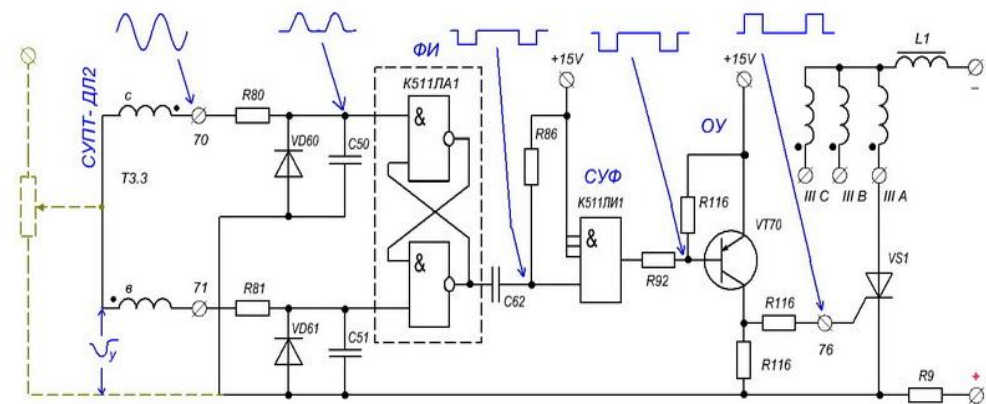 СУПТ- ДЛ2
с
Т3.3
в
70
71
R80
R81
VD60
VD61
C50
C51
ФИ
К511ЛА1
&
&
C62
+15V
R86
СУФ
К511ЛИ1
&
R92
ОУ
+15V
R116
VT70
R116
R116
76
L1
–
III C
III B
III A
VS1
R9
+